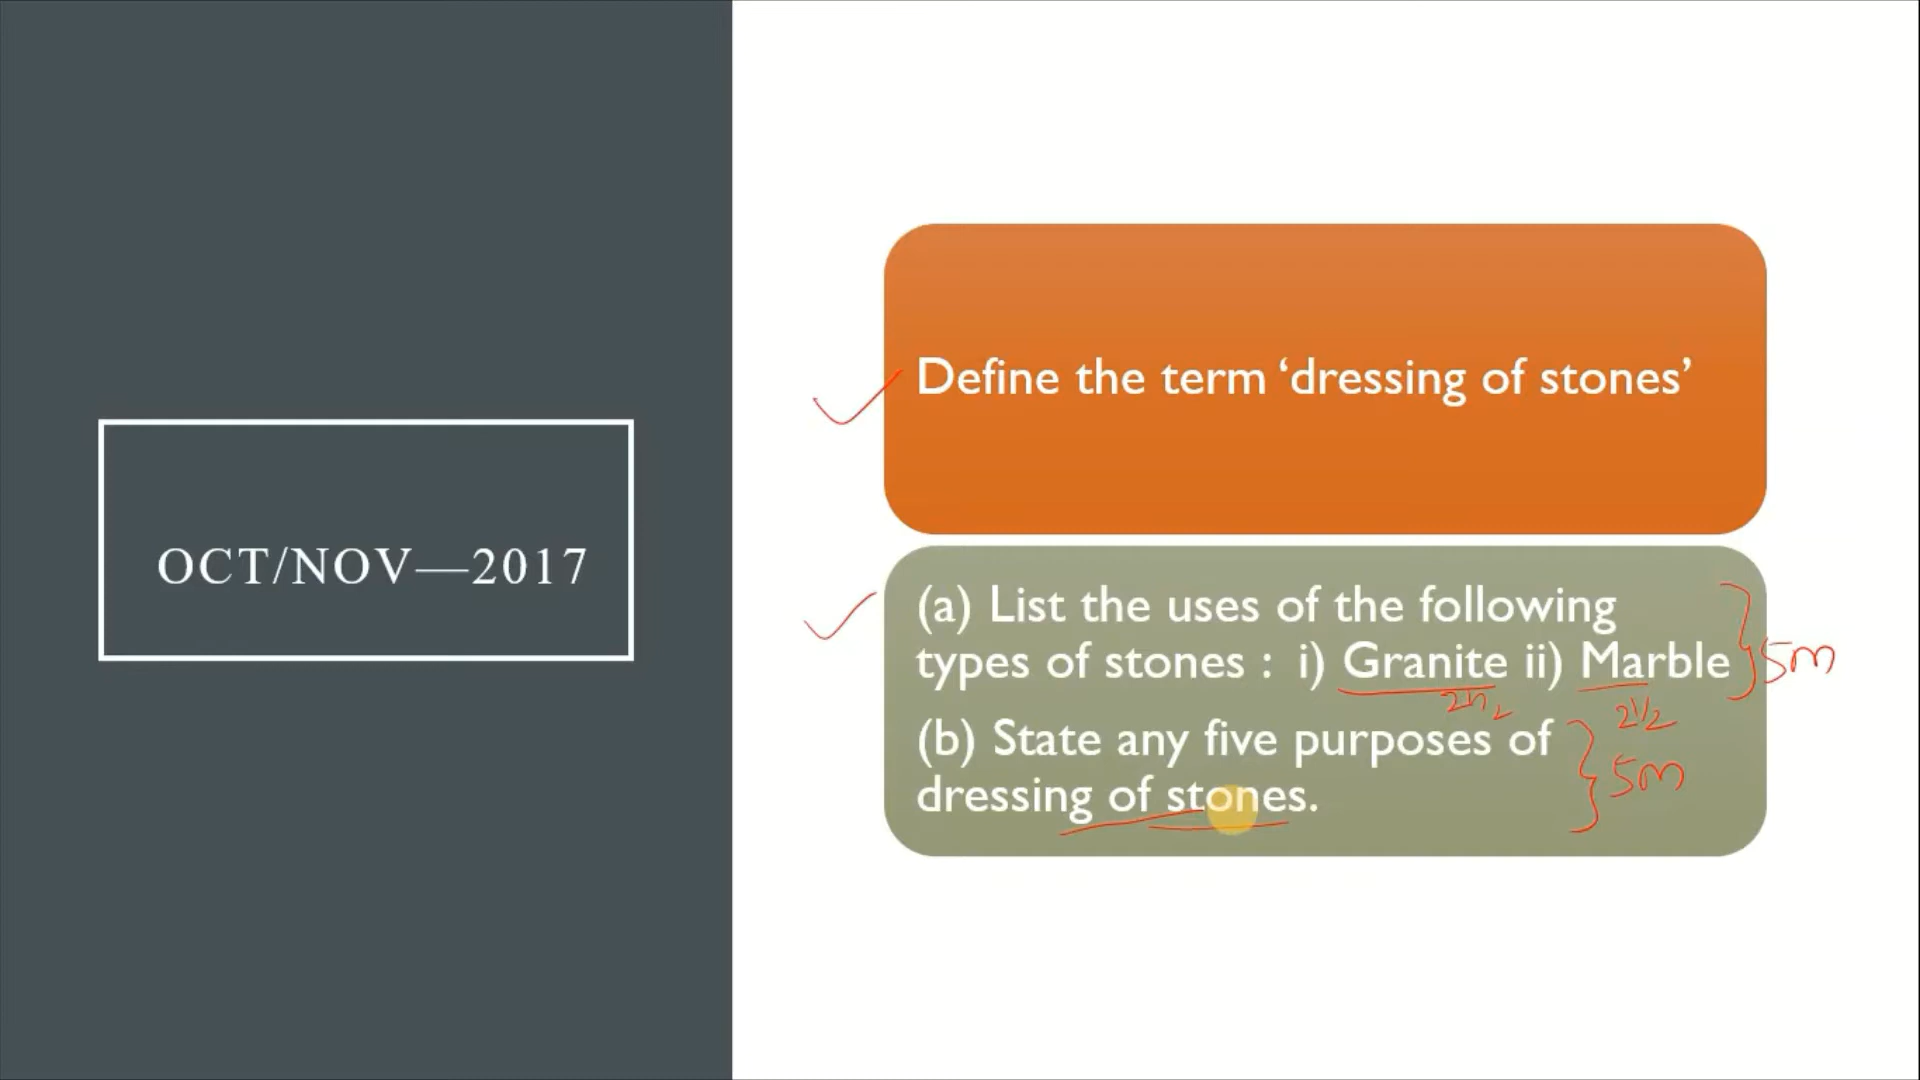 OCT/NOV—2017
Define the term ‘dressing of stones’
(a) List the uses of the following
types of stones : i) Granite ii) Marble
5m
2½
2½
(b) State any five purposes of
dressing of stones.
5m